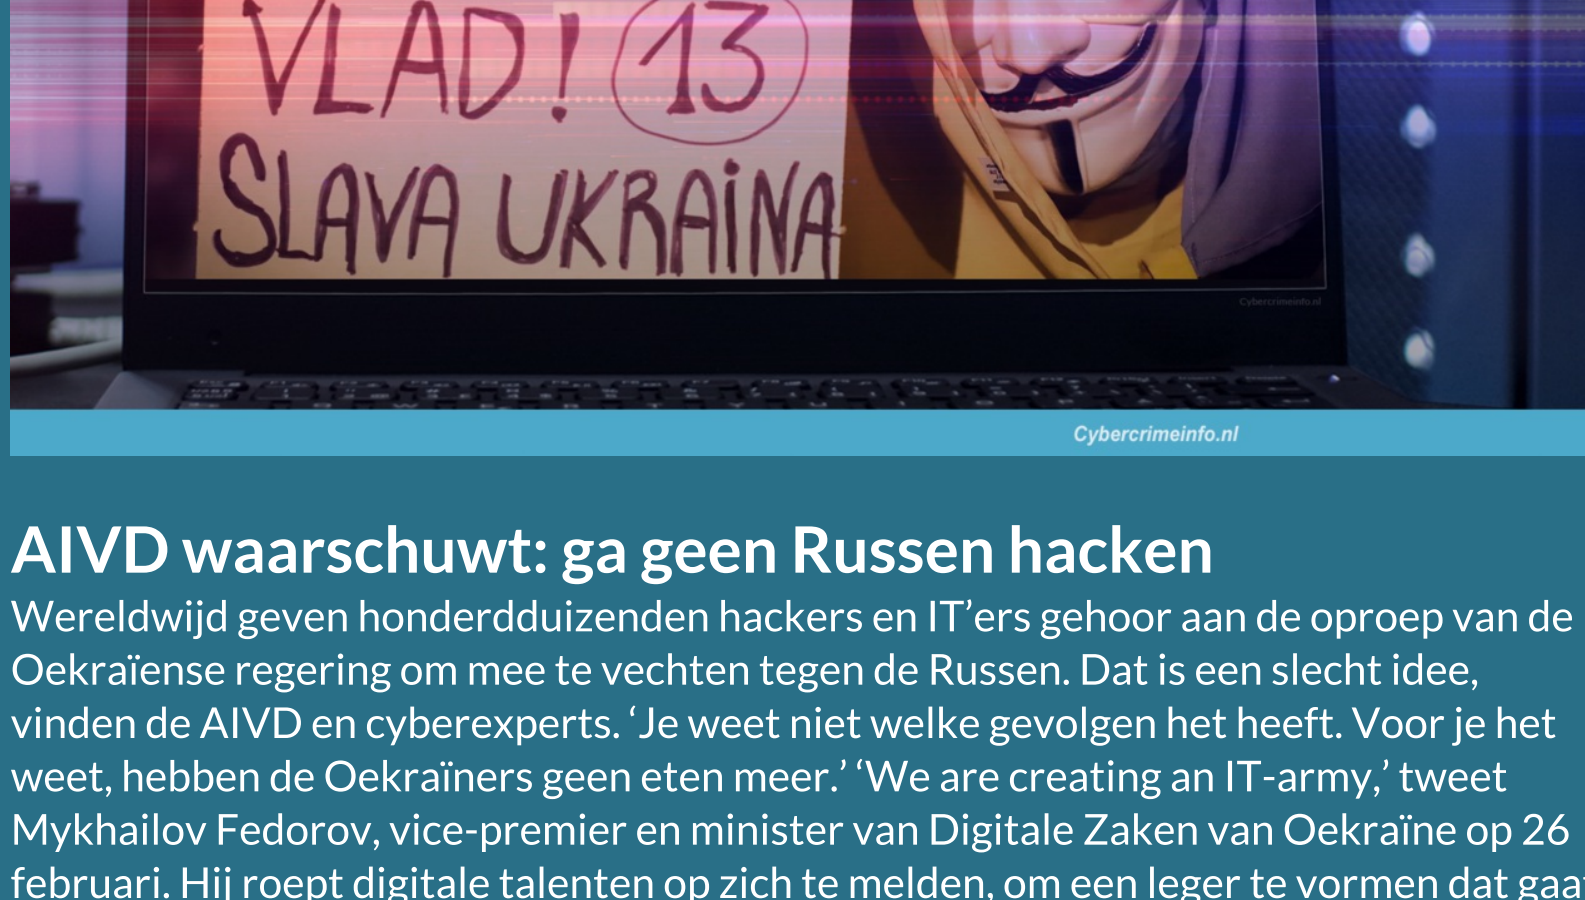 VLAD! 13
SLAVA UKRAINA
Cybercrimeinfo.nl
Cybercrimeinfo.nl
AIVD waarschuwt: ga geen Russen hacken
Wereldwijd geven honderdduizenden hackers en IT’ers gehoor aan de oproep van de
Oekraïense regering om mee te vechten tegen de Russen. Dat is een slecht idee,
vinden de AIVD en cyberexperts. ‘Je weet niet welke gevolgen het heeft. Voor je het
weet, hebben de Oekraïners geen eten meer.’ ‘We are creating an IT-army,’ tweet
Mykhailov Fedorov, vice-premier en minister van Digitale Zaken van Oekraïne op 26
februari. Hij roept digitale talenten op zich te melden, om een leger te vormen dat gaat